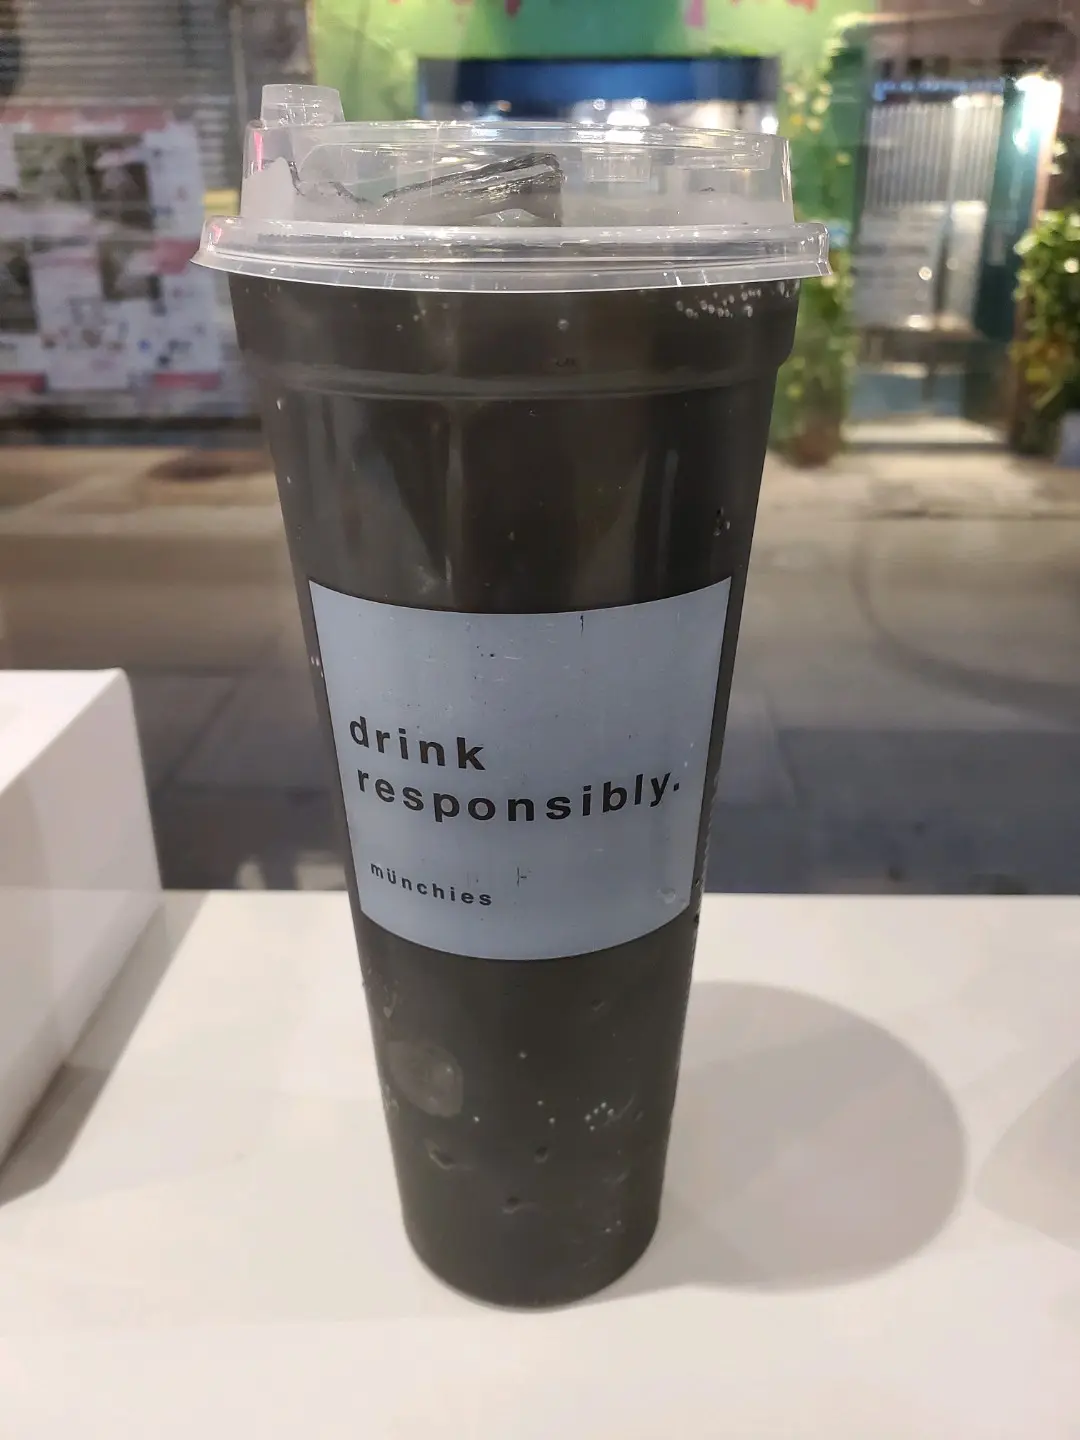 drink
responsibly.
münchies